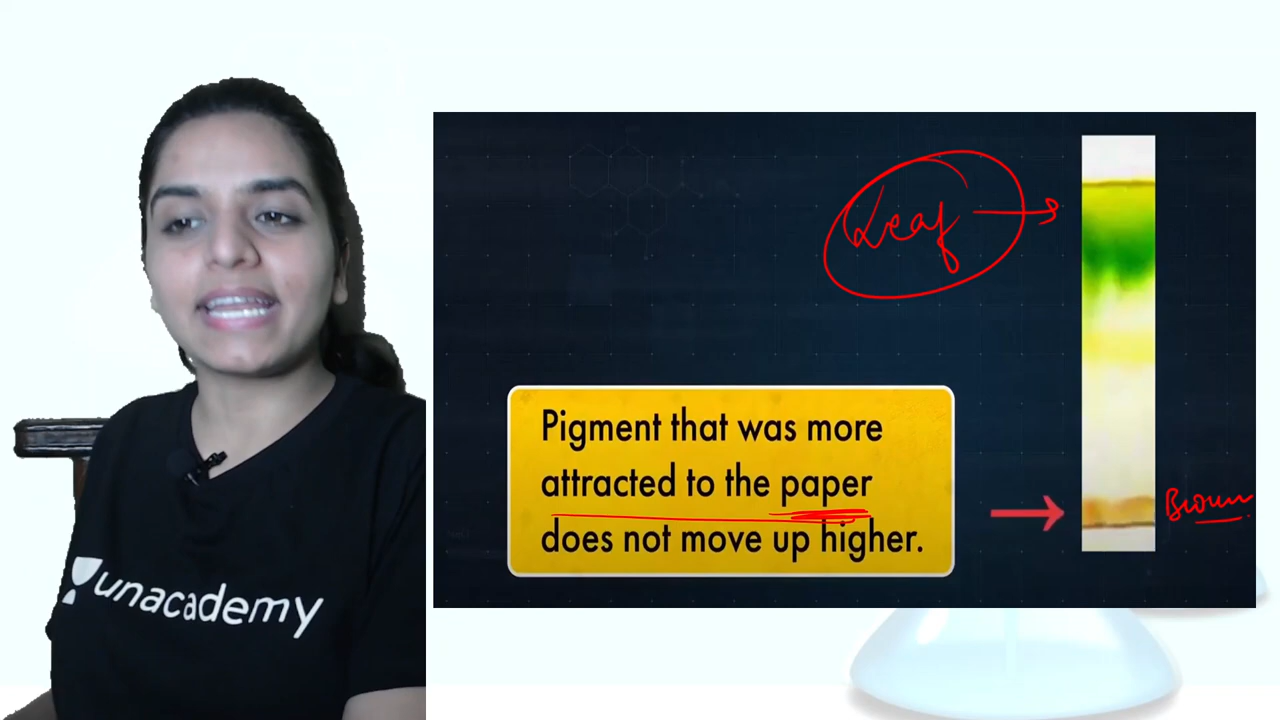 Leaf
Pigment that was more
attracted to the paper
does not move up higher.
Brown
unacademy